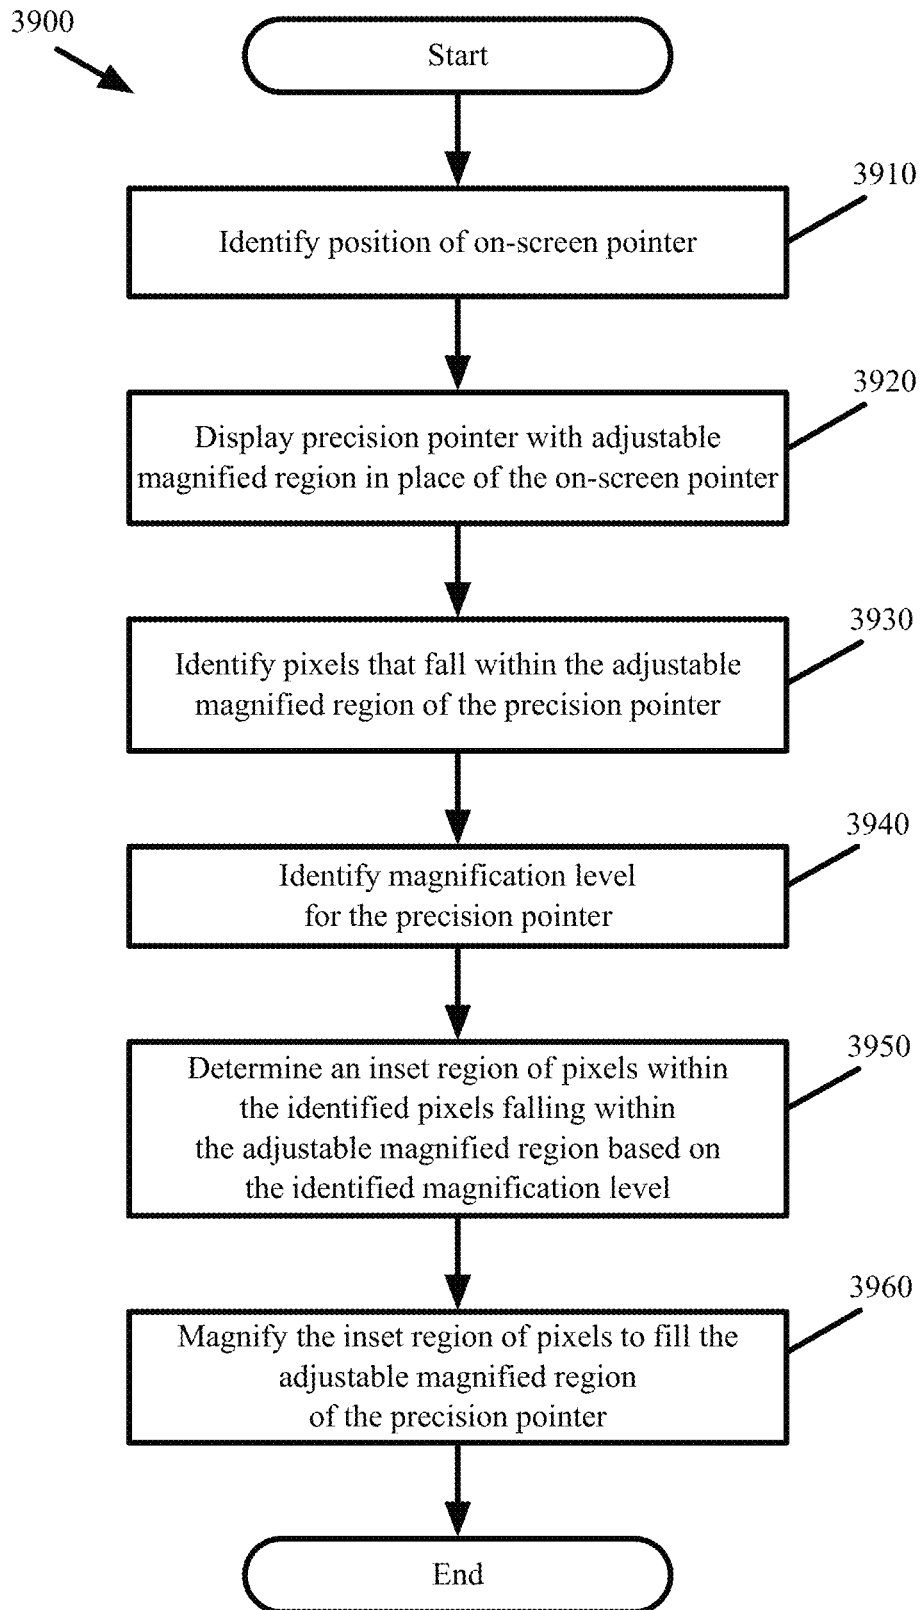 3900
Start
3910
Identify position of on-screen pointer
3920
Display precision pointer with adjustable
magnified region in place of the on-screen pointer
3930
Identify pixels that fall within the adjustable
magnified region of the precision pointer
3940
Identify magnification level
for the precision pointer
3950
Determine an inset region of pixels within
the identified pixels falling within
the adjustable magnified region based on
the identified magnification level
3960
Magnify the inset region of pixels to fill the
adjustable magnified region
of the precision pointer
End